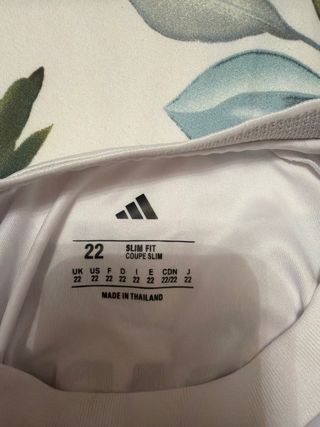 22 SLIM FIT
COUPE SLIM
UK US F D I E CDN J
22 22 22 22 22 22 22/22 22
MADE IN THAILAND